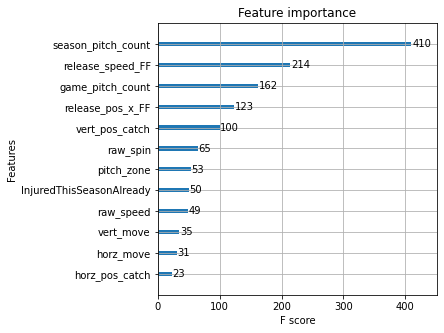 Feature importance
season_pitch_count 410
release_speed_FF 214
game_pitch_count 162
release_pos_x_FF 123
vert_pos_catch 100
raw_spin 65
pitch_zone 53
InjuredThisSeasonAlready 50
raw_speed 49
vert_move 35
horz_move 31
horz_pos_catch 23
Features
0 100 200 300 400
F score